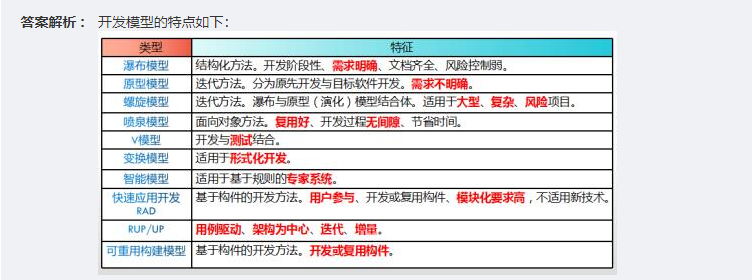 答案解析： 开发模型的特点如下：
类型 特征
瀑布模型 结构化方法。开发阶段性、需求明确、文档齐全、风险控制弱。
原型模型 迭代方法。分为原先开发与目标软件开发。需求不明确。
螺旋模型 迭代方法。瀑布与原型（演化）模型结合体。适用于大型、复杂、风险项目。
喷泉模型 面向对象方法。复用好、开发过程无间隙、节省时间。
V模型 开发与测试结合。
变换模型 适用于形式化开发。
智能模型 适用于基于规则的专家系统。
快速应用开发 基于构件的开发方法。用户参与、开发或复用构件、模块化要求高，不适用新技术。
RAD
RUP/UP 用例驱动、架构为中心、迭代、增量。
可重用构建模型 基于构件的开发方法。开发或复用构件。